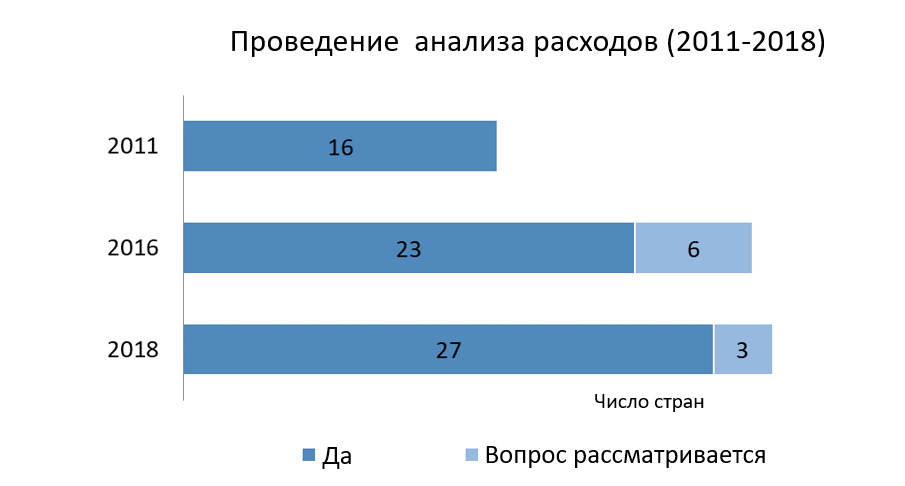 Проведение анализа расходов (2011-2018)
2011
16
2016
23
6
2018
27
3
Число стран
Да
Вопрос рассматривается